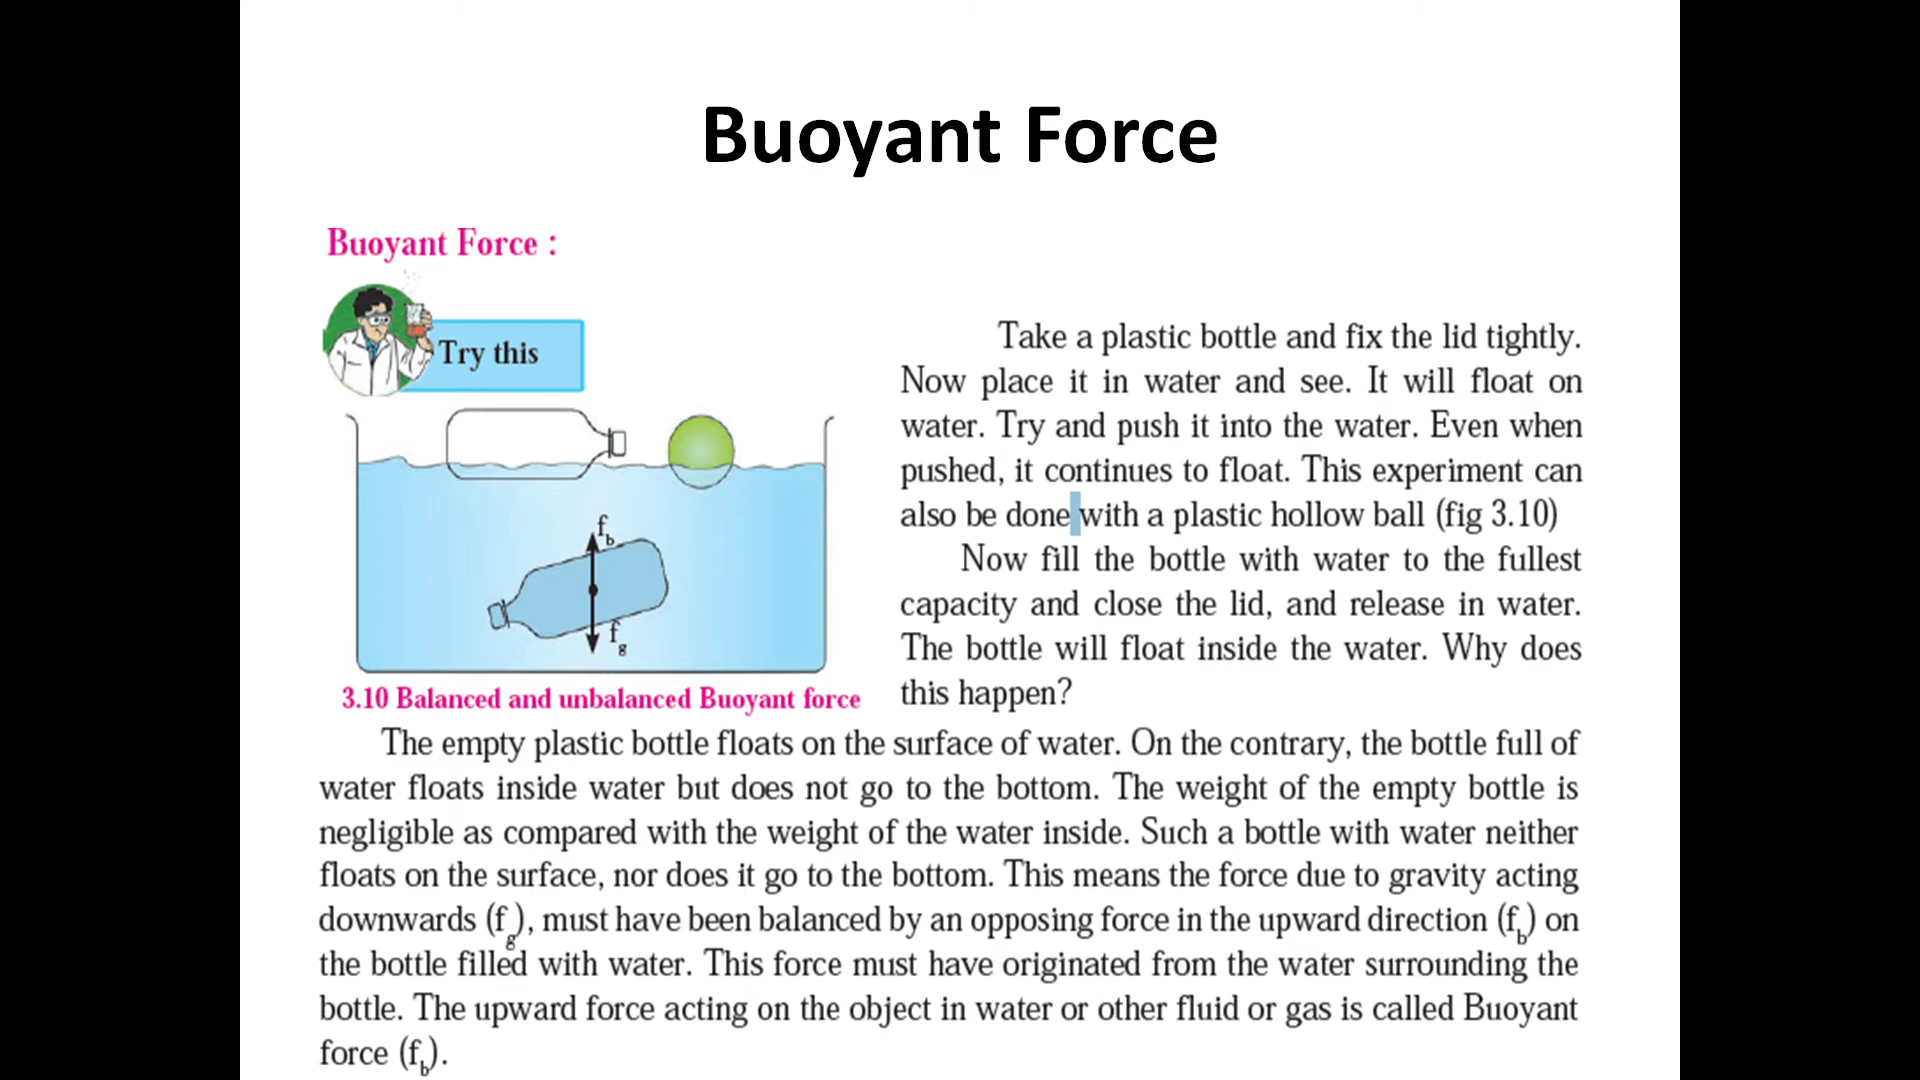 Buoyant Force
Buoyant Force :
Try this
f
b
f
g
3.10 Balanced and unbalanced Buoyant force
Take a plastic bottle and fix the lid tightly.
Now place it in water and see. It will float on
water. Try and push it into the water. Even when
pushed, it continues to float. This experiment can
also be done with a plastic hollow ball (fig 3.10)
Now fill the bottle with water to the fullest
capacity and close the lid, and release in water.
The bottle will float inside the water. Why does
this happen?
The empty plastic bottle floats on the surface of water. On the contrary, the bottle full of
water floats inside water but does not go to the bottom. The weight of the empty bottle is
negligible as compared with the weight of the water inside. Such a bottle with water neither
floats on the surface, nor does it go to the bottom. This means the force due to gravity acting
downwards (fg), must have been balanced by an opposing force in the upward direction (fb) on
the bottle filled with water. This force must have originated from the water surrounding the
bottle. The upward force acting on the object in water or other fluid or gas is called Buoyant
force (fb).